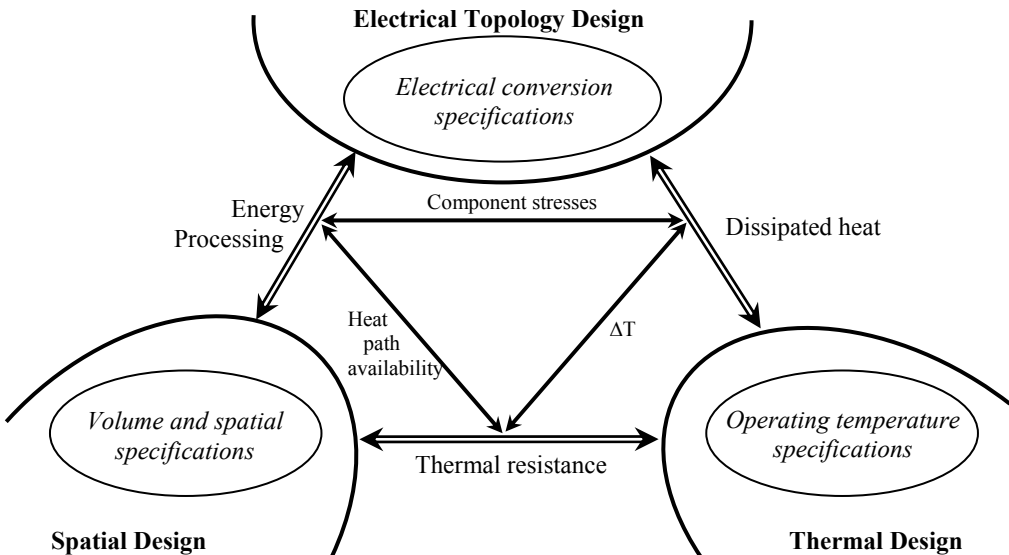 Electrical Topology Design
Electrical conversion
specifications
Energy
Processing
Component stresses
Dissipated heat
Heat
path
availability
ΔT
Volume and spatial
specifications
Thermal resistance
Operating temperature
specifications
Spatial Design
Thermal Design